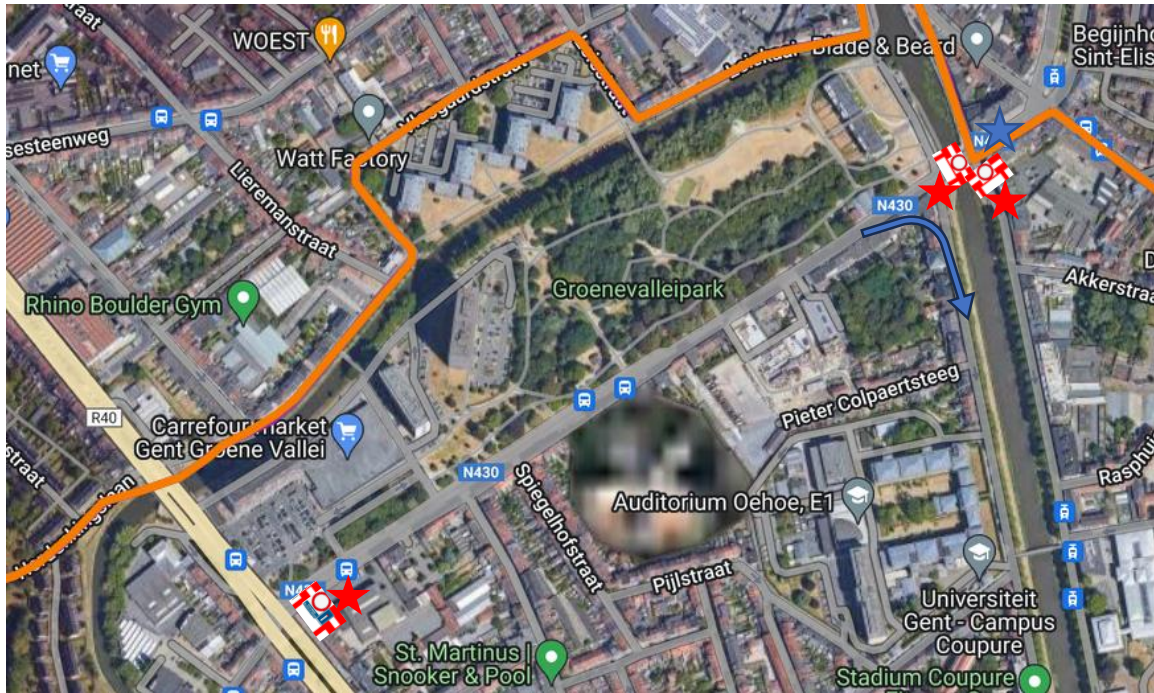 WOEST
Blade & Beard
Begijnho
Sint-Elis
net
sesteenweg
Watt Factory
N430
Lieremanstraat
Rhino Boulder Gym
Groenevalleipark
D
Akkerstraa
R40
Carrefour market
Gent Groene Vallei
Pieter Colpaertsteeg
straat
N430
Spiegelhofstraat
Auditorium Oehoe, E1
Rasphui
Pijlstraat
Universiteit
Gent - Campus
Coupure
St. Martinus |
Snooker & Pool
Stadium Coupure